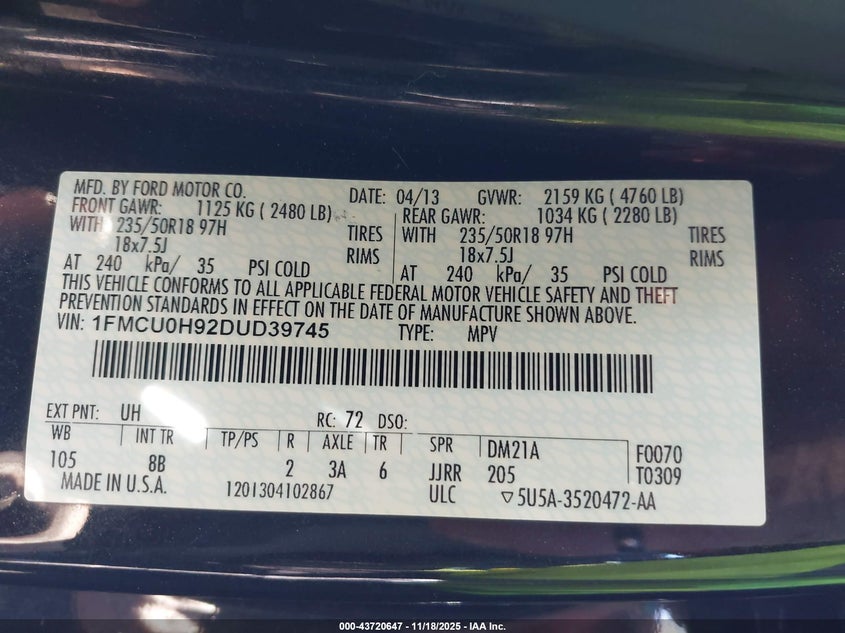 MFD. BY FORD MOTOR CO. DATE: 04/13 GVWR: 2159 KG ( 4760 LB)
FRONT GAWR: 1125 KG ( 2480 LB) REAR GAWR: 1034 KG ( 2280 LB)
WITH 235/50R18 97H TIRES WITH 235/50R18 97H TIRES
18x7.5J RIMS 18x7.5J RIMS
AT 240 kPa/ 35 PSI COLD AT 240 kPa/ 35 PSI COLD
THIS VEHICLE CONFORMS TO ALL APPLICABLE FEDERAL MOTOR VEHICLE SAFETY AND THEFT
PREVENTION STANDARDS IN EFFECT ON THE DATE OF MANUFACTURE SHOWN ABOVE.
VIN: 1FMCU0H92DUD39745 TYPE: MPV
EXT PNT: UH RC: 72 DSO:
WB INT TR TP/PS R AXLE TR SPR DM21A F0070
105 8B 2 3A 6 JJRR 205 T0309
MADE IN U.S.A. 120130410286​7 ULC ▽5U5A-3520472-AA
000-43720647 - 11/18/2025 - IAA Inc.